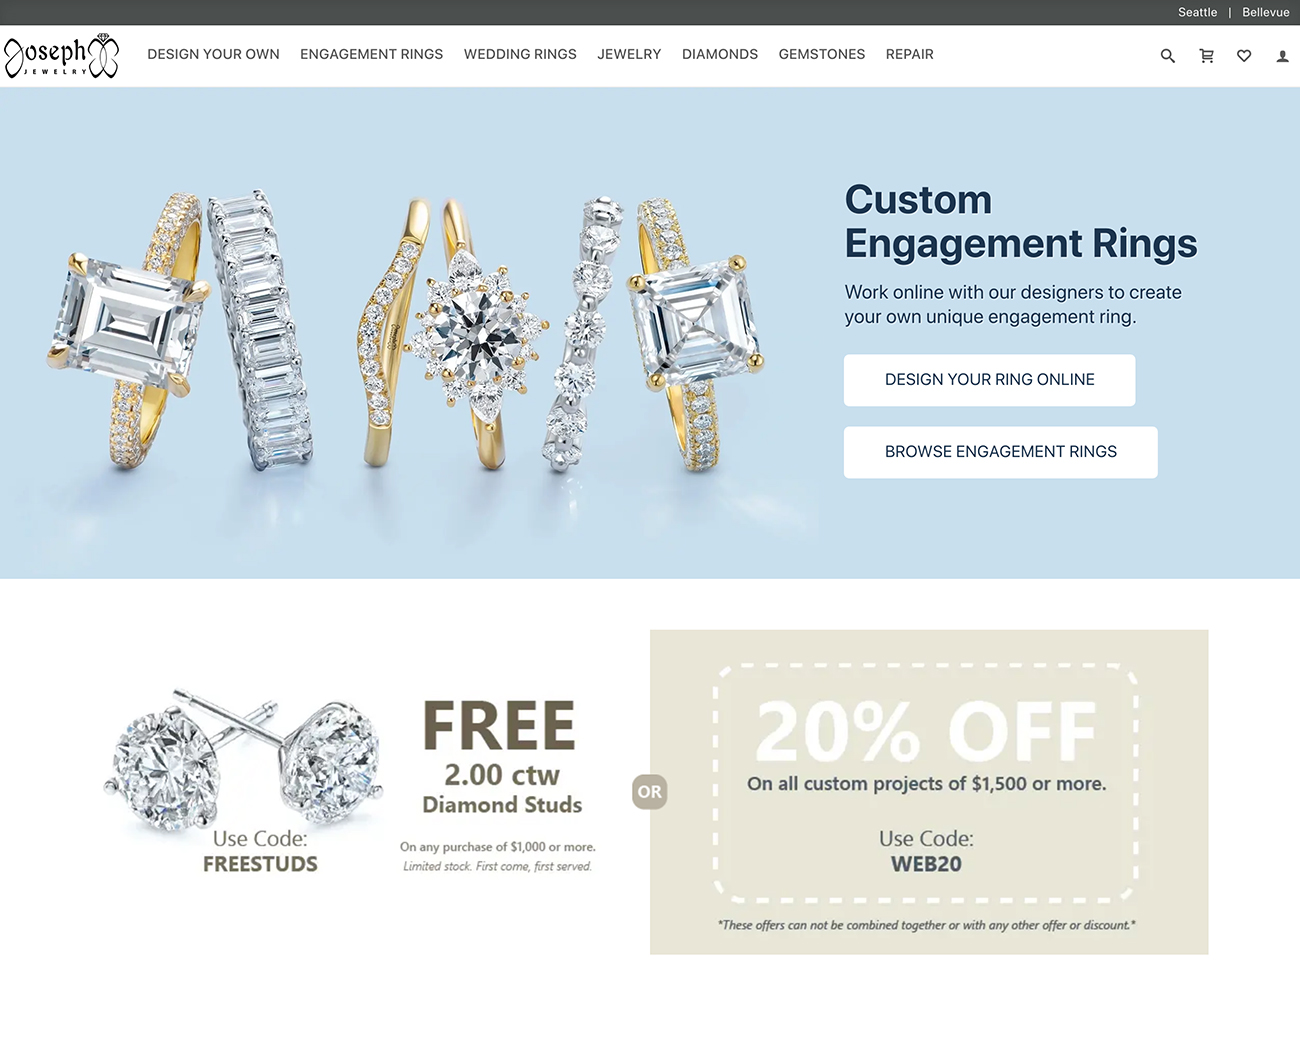 Seattle | Bellevue
Joseph
JEWELRY
DESIGN YOUR OWN ENGAGEMENT RINGS WEDDING RINGS JEWELRY DIAMONDS GEMSTONES REPAIR
Custom
Engagement Rings
Work online with our designers to create
your own unique engagement ring.
DESIGN YOUR RING ONLINE
BROWSE ENGAGEMENT RINGS
FREE
2.00 ctw
Diamond Studs
Use Code:
FREESTUDS
On any purchase of $1,000 or more.
Limited stock. First come, first served.
OR
20% OFF
On all custom projects of $1,500 or more.
Use Code:
WEB20
*These offers can not be combined together or with any other offer or discount.*